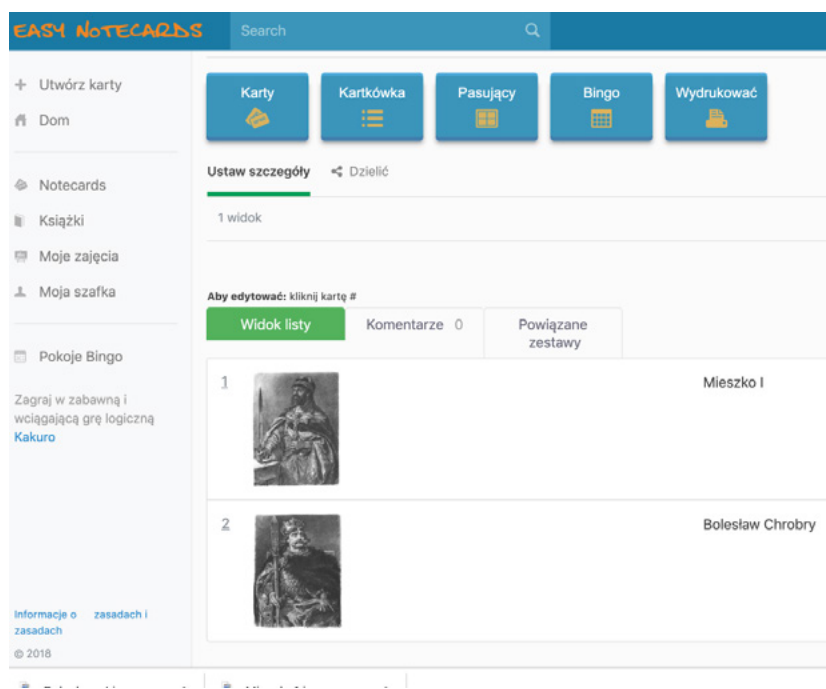 EASY NOTECARDS
Search
+ Utwórz karty
Dom
Notecards
Książki
Moje zajęcia
Moja szafka
Pokoje Bingo
Zagraj w zabawną i
wciągającą grę logiczną
Kakuro
Informacje o zasadach i
zasadach
© 2018
Karty
Kartkówka
Pasujący
Bingo
Wydrukować
Ustaw szczegóły
Dzielić
1 widok
Aby edytować: kliknij kartę #
Widok listy
Komentarze 0
Powiązane
zestawy
1
Mieszko I
2
Bolesław Chrobry